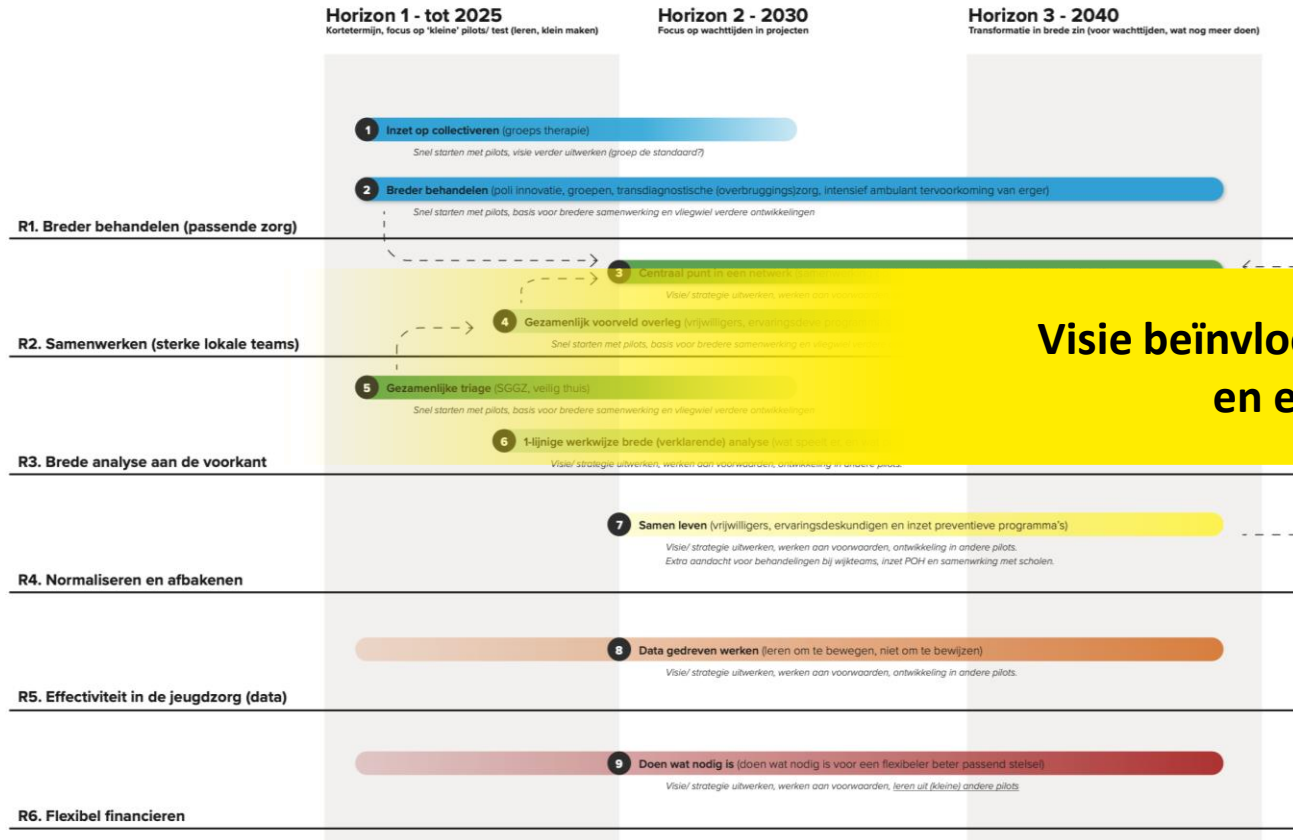 Horizon 1 - tot 2025
Kortetermijn, focus op 'kleine' pilots/ test (leren, klein maken)
Horizon 2 - 2030
Focus op wachttijden in projecten
Horizon 3 - 2040
Transformatie in brede zin (voor wachttijden, wat nog meer doen)
1 Inzet op collectiveren (groeps therapie)
Snel starten met pilots, visie verder uitwerken (groep de standaard?)
2 Breder behandelen (poli innovatie, groepen, transdiagnostische (overbruggings)zorg, intensief ambulant tervoorkoming van erger)
Snel starten met pilots, basis voor bredere samenwerking en vliegwiel verdere ontwikkelingen
R1. Breder behandelen (passende zorg)
3 Centraal punt in een netwerk
Visie/ strategie uitwerken, werken aan
4 Gezamenlijk voorveld overleg (vrijwilligers,
Snel starten met pilots, basis voor bredere samenwerking en
R2. Samenwerken (sterke lokale teams)
Visie beïnvloe
en e
5 Gezamenlijke triage (SGGZ, veilig thuis)
Snel starten met pilots, basis voor bredere samenwerking en vliegwiel verdere ontwikkelingen
6 1-lijnige werkwijze brede (verklarende) analyse
Visie/ strategie uitwerken, werken aan voorwaarden, ontwikkeling in andere pilots.
R3. Brede analyse aan de voorkant
7 Samen leven (vrijwilligers, ervaringsdeskundigen en inzet preventieve programma's)
Visie/ strategie uitwerken, werken aan voorwaarden, ontwikkeling in andere pilots.
Extra aandacht voor behandelingen bij wijkteams, inzet POH en samenwrking met scholen.
R4. Normaliseren en afbakenen
8 Data gedreven werken (leren om te bewegen, niet om te bewijzen)
Visie/ strategie uitwerken, werken aan voorwaarden, ontwikkeling in andere pilots.
R5. Effectiviteit in de jeugdzorg (data)
9 Doen wat nodig is (doen wat nodig is voor een flexibeler beter passend stelsel)
Visie/ strategie uitwerken, werken aan voorwaarden, leren uit (kleine) andere pilots
R6. Flexibel financieren